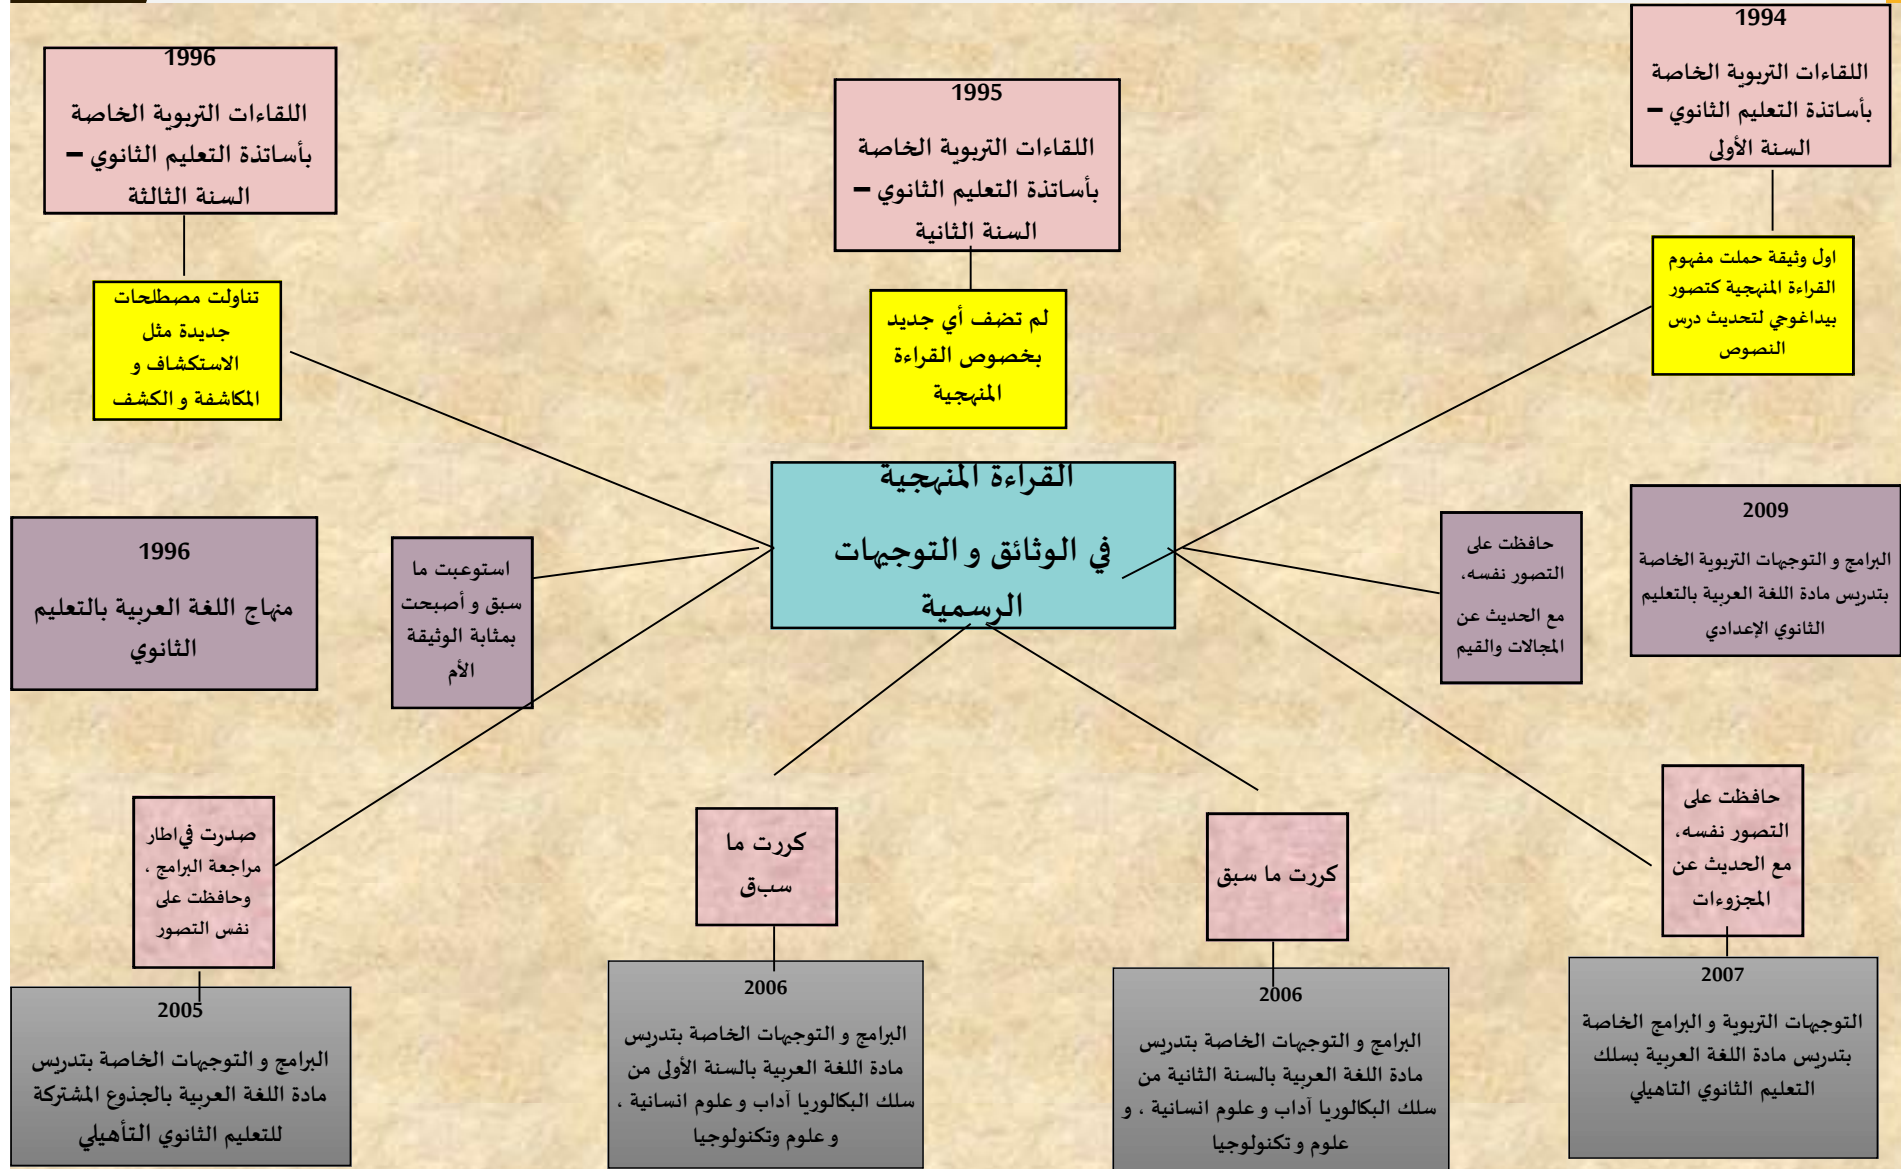 1994
اللقاءات التربوية الخاصة
بأساتذة التعليم الثانوي –
السنة الأولى
اول وثيقة حملت مفهوم
القراءة المنهجية كتصور
بيداغوجي لتحديث درس
النصوص
1995
اللقاءات التربوية الخاصة
بأساتذة التعليم الثانوي –
السنة الثانية
لم تضف أي جديد
بخصوص القراءة
المنهجية
1996
اللقاءات التربوية الخاصة
بأساتذة التعليم الثانوي –
السنة الثالثة
تناولت مصطلحات
جديدة مثل
الاستكشاف و
المكاشفة و الكشف
القراءة المنهجية
في الوثائق و التوجيهات
الرسمية
2009
البرامج و التوجيهات التربوية الخاصة
بتدريس مادة اللغة العربية بالتعليم
الثانوي الإعدادي
حافظت على
التصور نفسه،
مع الحديث عن
المجالات والقيم
استوعبت ما
سبق و أصبحت
بمثابة الوثيقة
الأم
1996
منهاج اللغة العربية بالتعليم
الثانوي
حافظت على
التصور نفسه،
مع الحديث عن
المجزوءات
2007
التوجيهات التربوية و البرامج الخاصة
بتدريس مادة اللغة العربية بسلك
التعليم الثانوي التاهيلي
كررت ما سبق
2006
البرامج و التوجيهات الخاصة بتدريس
مادة اللغة العربية بالسنة الثانية من
سلك البكالوريا آداب و علوم انسانية ، و
علوم و تكنولوجيا
كررت ما
سبق
2006
البرامج و التوجيهات الخاصة بتدريس
مادة اللغة العربية بالسنة الأولى من
سلك البكالوريا آداب و علوم انسانية ،
و علوم وتكنولوجيا
صدرت في اطار
مراجعة البرامج ،
وحافظت على
نفس التصور
2005
البرامج و التوجيهات الخاصة بتدريس
مادة اللغة العربية بالجذوع المشتركة
للتعليم الثانوي التأهيلي